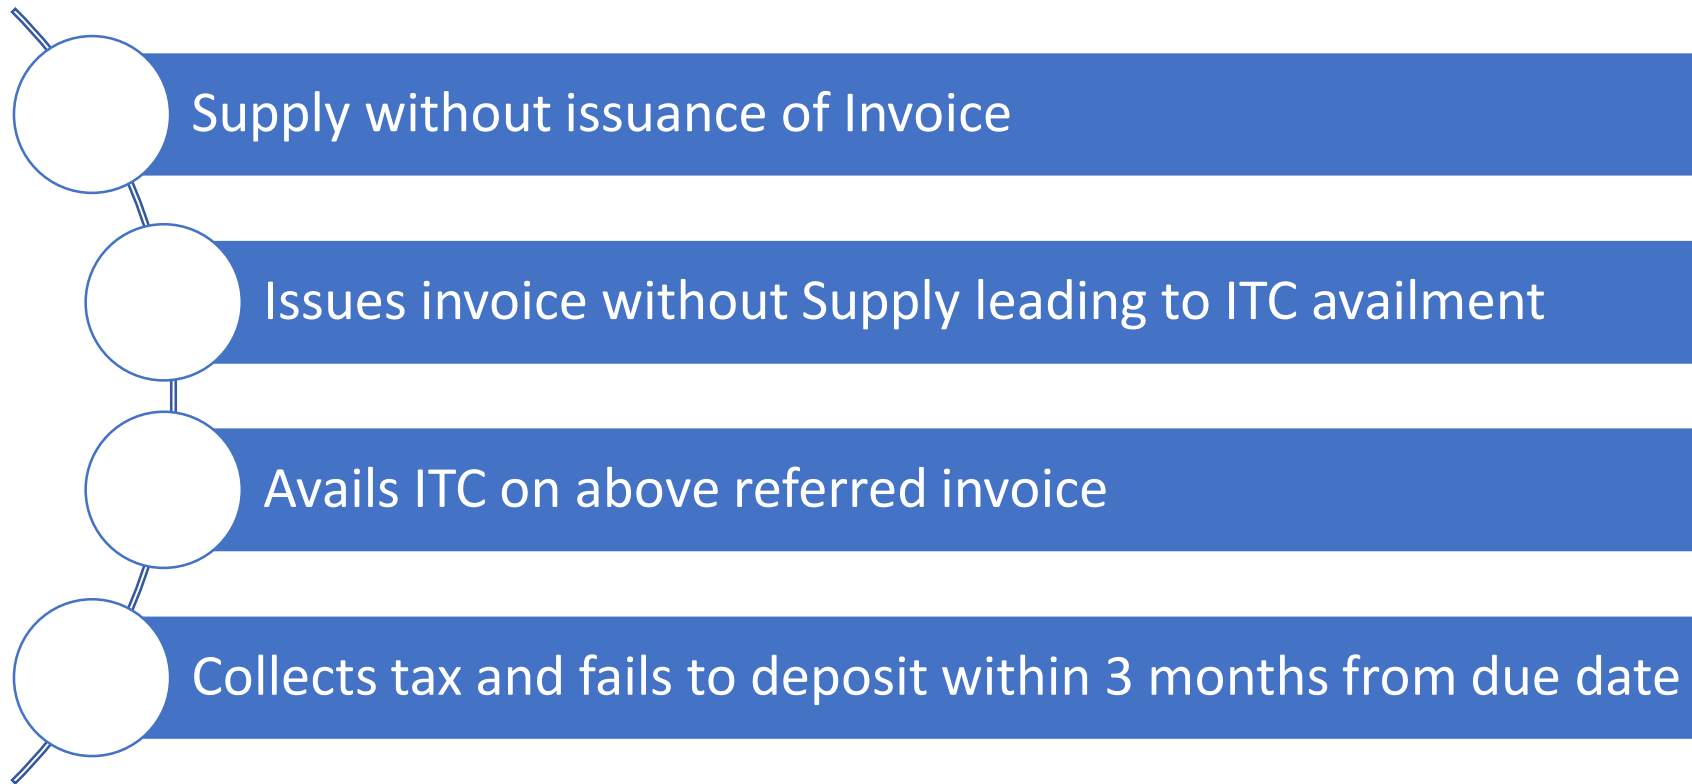 Supply without issuance of Invoice
Issues invoice without Supply leading to ITC availment
Avails ITC on above referred invoice
Collects tax and fails to deposit within 3 months from due date